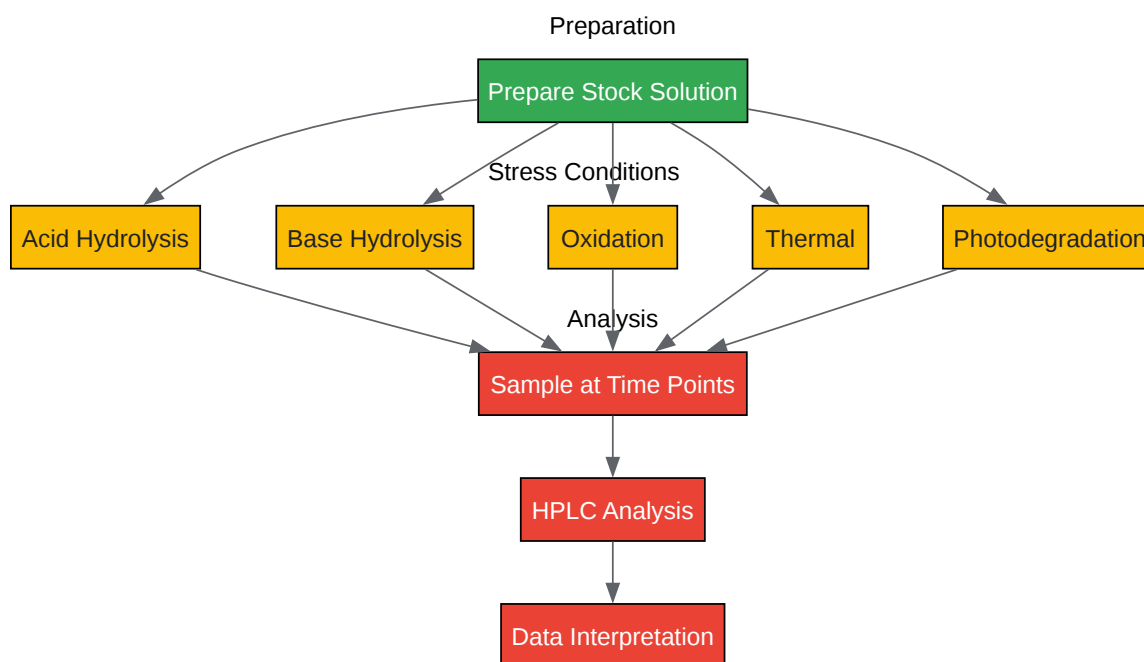 Preparation
Prepare Stock Solution
Stress Conditions
Acid Hydrolysis
Base Hydrolysis
Oxidation
Thermal
Photodegradation
Analysis
Sample at Time Points
HPLC Analysis
Data Interpretation